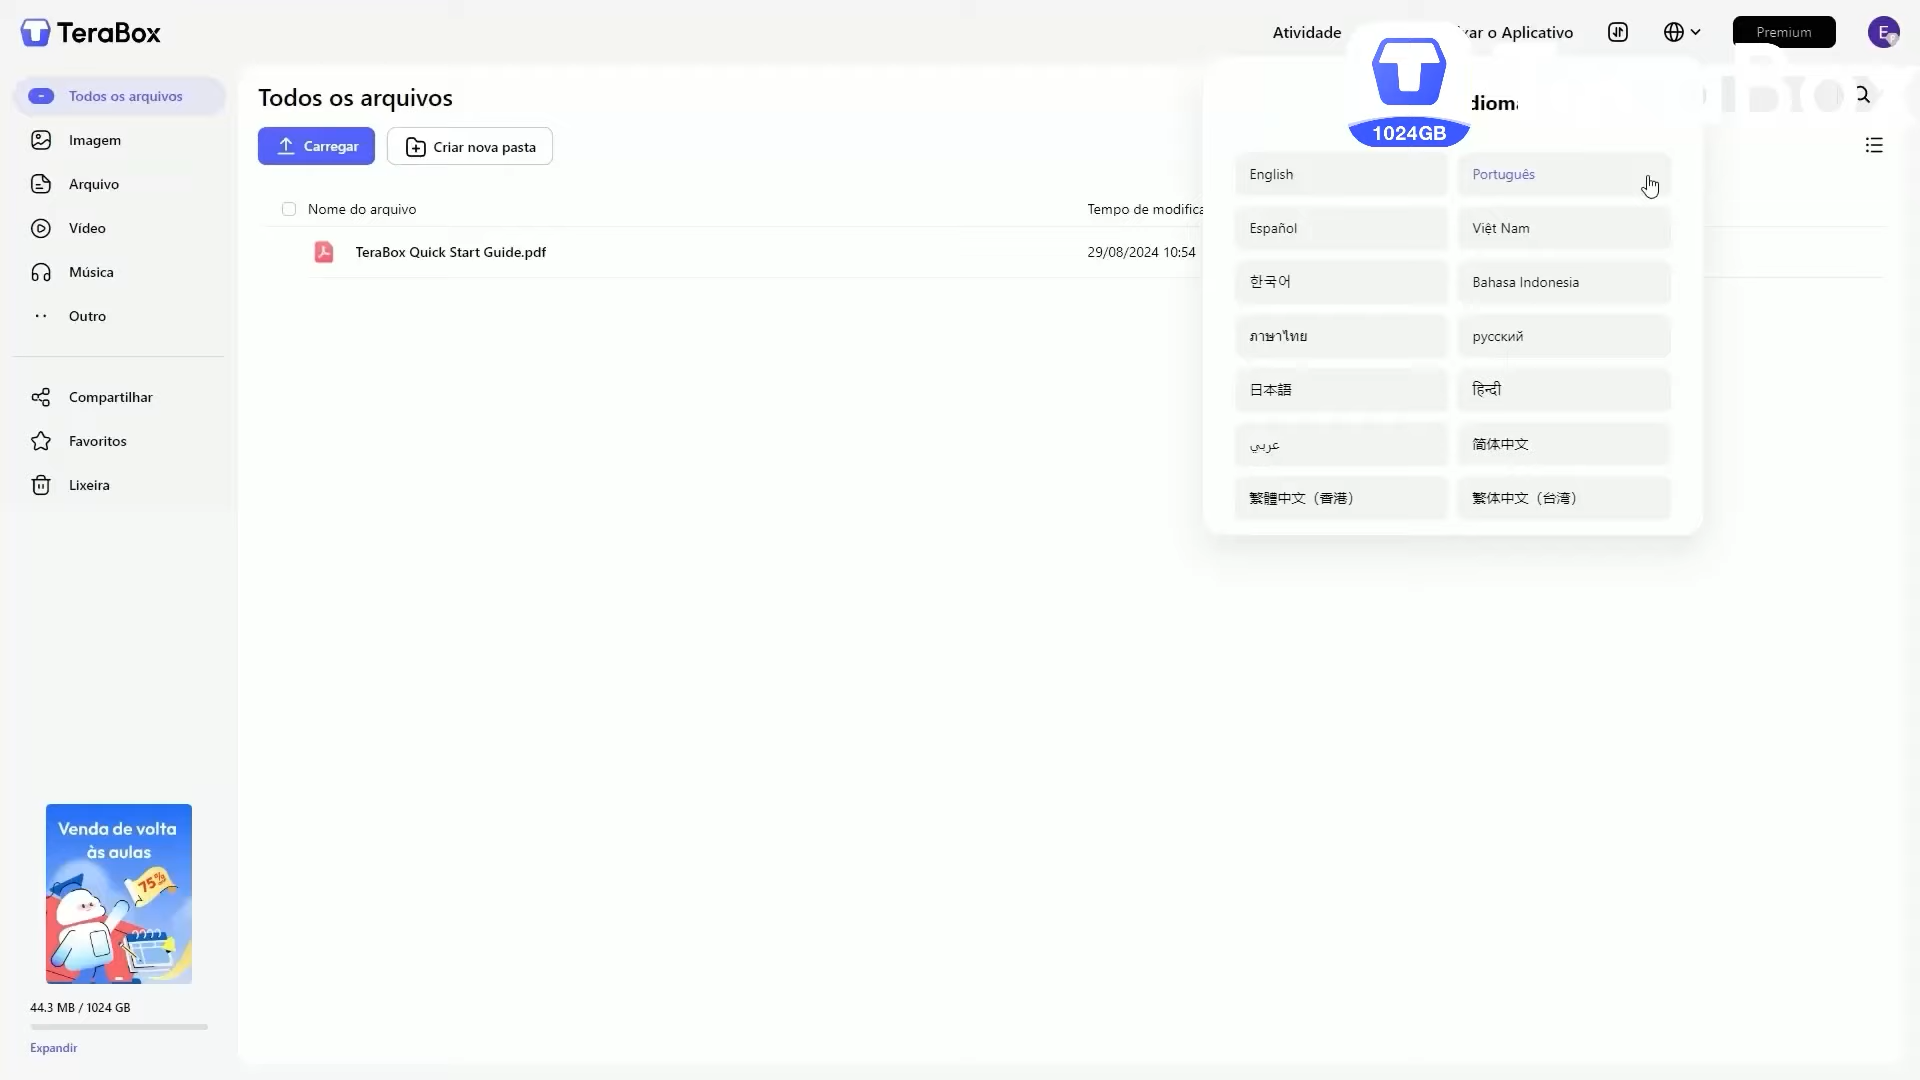 TeraBox
Atividade
xar o Aplicativo
Premium
E
Todos os arquivos
Imagem
Arquivo
Vídeo
Música
Outro
Compartilhar
Favoritos
Lixeira
Venda de volta
às aulas
75%
44.3 MB / 1024 GB
Expandir
Todos os arquivos
Carregar
Criar nova pasta
Nome do arquivo
Tempo de modifica
TeraBox Quick Start Guide.pdf
29/08/2024 10:54
1024GB
Box
dioma
English
Português
Español
Việt Nam
한국어
Bahasa Indonesia
ภาษาไทย
русский
日本語
हिन्दी
عربي
简体中文
繁體中文（香港）
繁体中文（台湾）